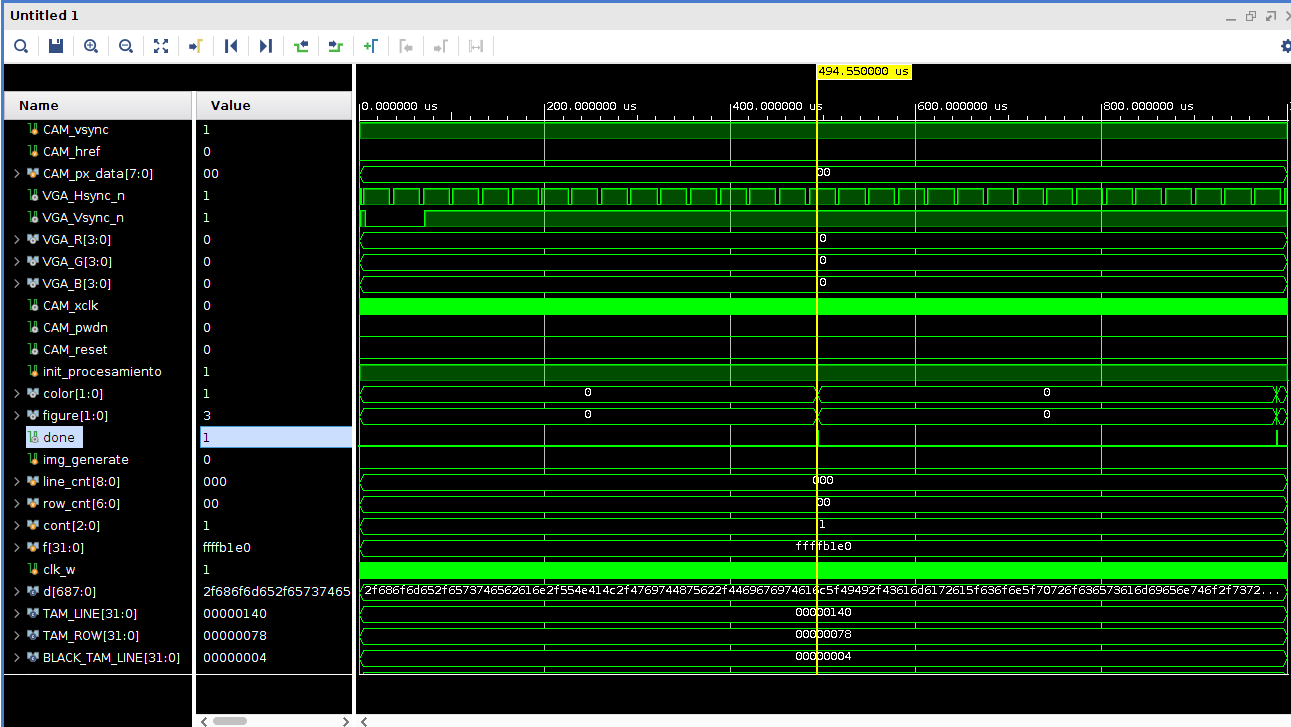 Untitled 1
494.550000 us
Name Value 0.000000 us 200.000000 us 400.000000 us 600.000000 us 800.000000 us
CAM_vsync 1
CAM_href 0
CAM_px_data[7:0] 00 00
VGA_Hsync_n 1
VGA_Vsync_n 1
VGA_R[3:0] 0 0
VGA_G[3:0] 0 0
VGA_B[3:0] 0 0
CAM_xclk 0
CAM_pwdn 0
CAM_reset 0
init_procesamiento 1
color[1:0] 1 0 0
figure[1:0] 3 0 0
done 1
img_generate 0
line_cnt[8:0] 000 000
row_cnt[6:0] 00 00
cont[2:0] 1 1
f[31:0] ffffb1e0 ffffb1e0
clk_w 1
d[687:0] 2f686f6d652f65737465
TAM_LINE[31:0] 00000140 00000140
TAM_ROW[31:0] 00000078 00000078
BLACK_TAM_LINE[31:0] 00000004 00000004